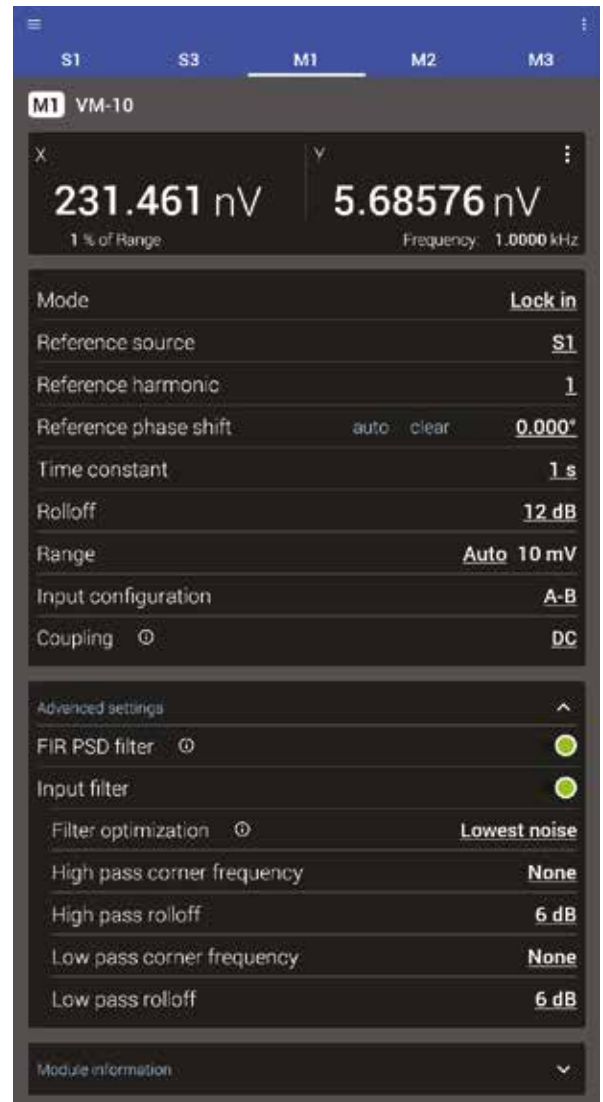 S1 S3 M1 M2 M3
M1 VM-10
X Y
231.461 nV 5.68576 nV
1 % of Range Frequency: 1.0000 kHz
Mode Lock in
Reference source S1
Reference harmonic 1
Reference phase shift auto clear 0.000°
Time constant 1 s
Rolloff 12 dB
Range Auto 10 mV
Input configuration A-B
Coupling DC
Advanced settings
FIR PSD filter
Input filter
Filter optimization Lowest noise
High pass corner frequency None
High pass rolloff 6 dB
Low pass corner frequency None
Low pass rolloff 6 dB
Module information